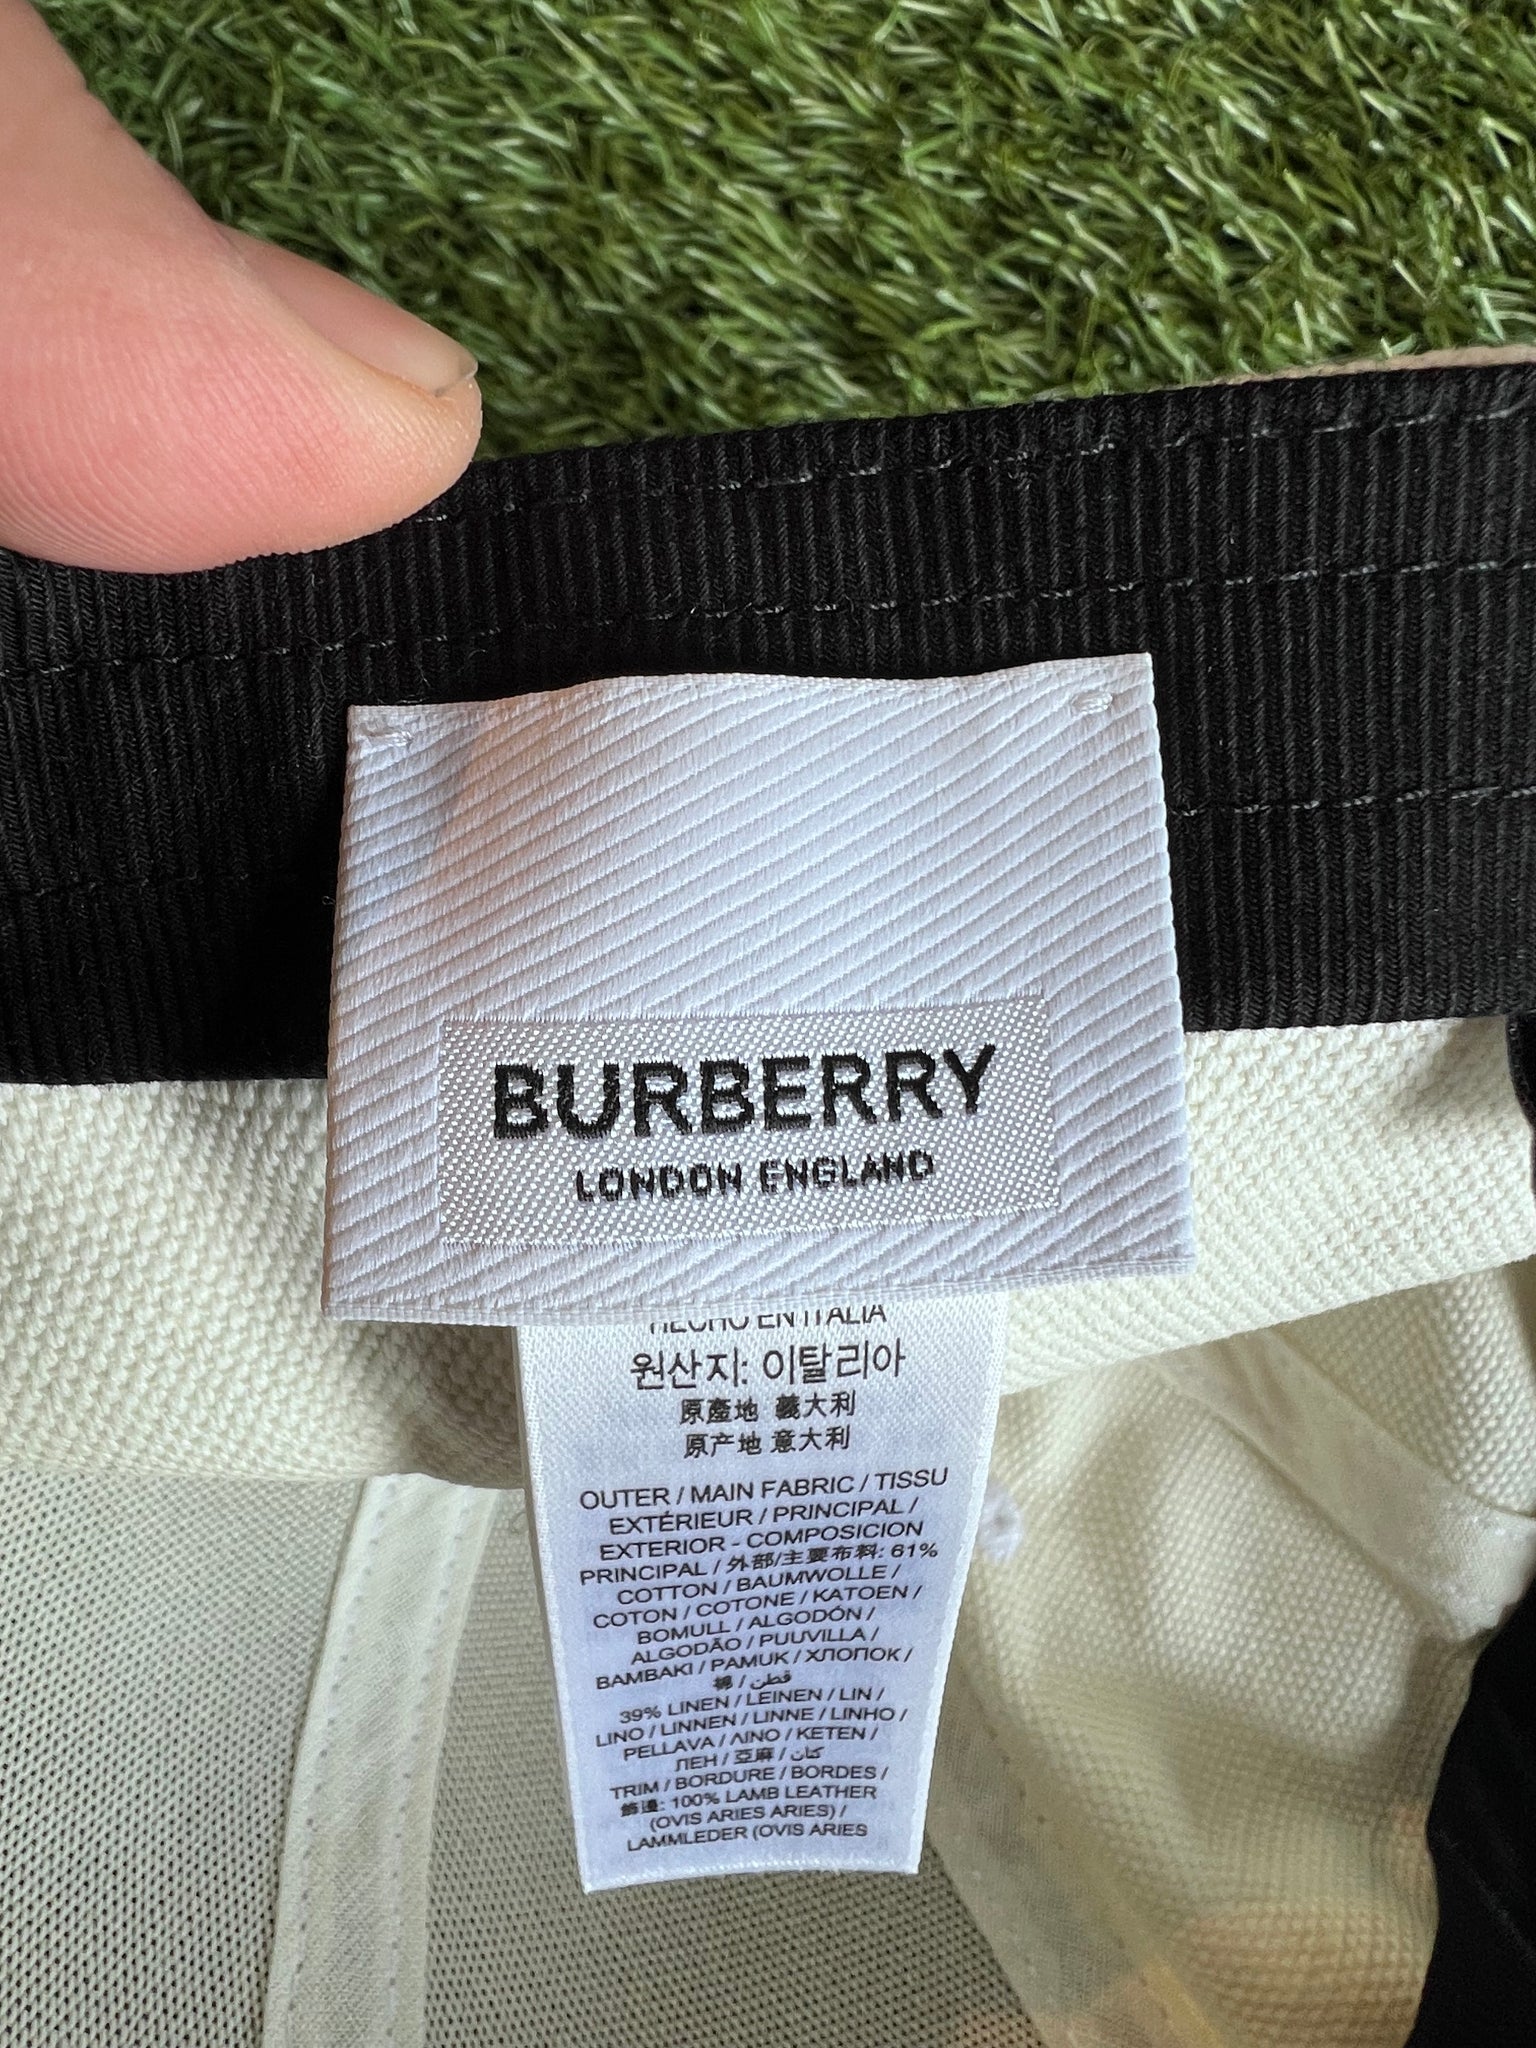 BURBERRY
LONDON ENGLAND
HECHO EN ITALIA
원산지: 이탈리아
原產地 義大利
原产地 意大利
OUTER / MAIN FABRIC / TISSU
EXTÉRIEUR / PRINCIPAL /
EXTERIOR - COMPOSICION
PRINCIPAL / 外部/主要布料: 61%
COTTON / BAUMWOLLE /
COTON / COTONE / KATOEN /
BOMULL / ALGODÓN /
ALGODÃO / PUUVILLA /
BAMBAKI / PAMUK / ХЛОПОК /
棉 / قطن /
39% LINEN / LEINEN / LIN /
LINO / LINNEN / LINNE / LINHO /
PELLAVA / ΛΙΝΟ / KETEN /
ЛЕН / 亞麻 / كتان
TRIM / BORDURE / BORDES /
飾邊: 100% LAMB LEATHER
(OVIS ARIES ARIES) /
LAMMLEDER (OVIS ARIES